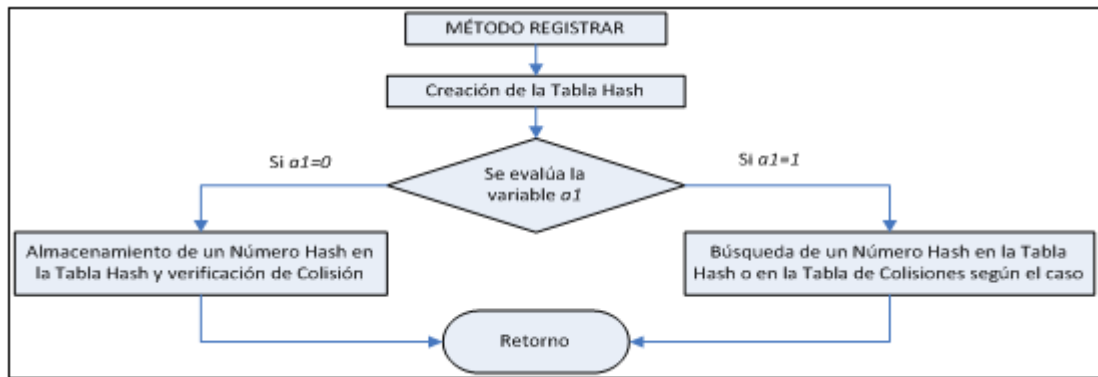 MÉTODO REGISTRAR
Creación de la Tabla Hash
Si a1=0
Se evalúa la
variable a1
Si a1=1
Almacenamiento de un Número Hash en
la Tabla Hash y verificación de Colisión
Búsqueda de un Número Hash en la Tabla
Hash o en la Tabla de Colisiones según el caso
Retorno